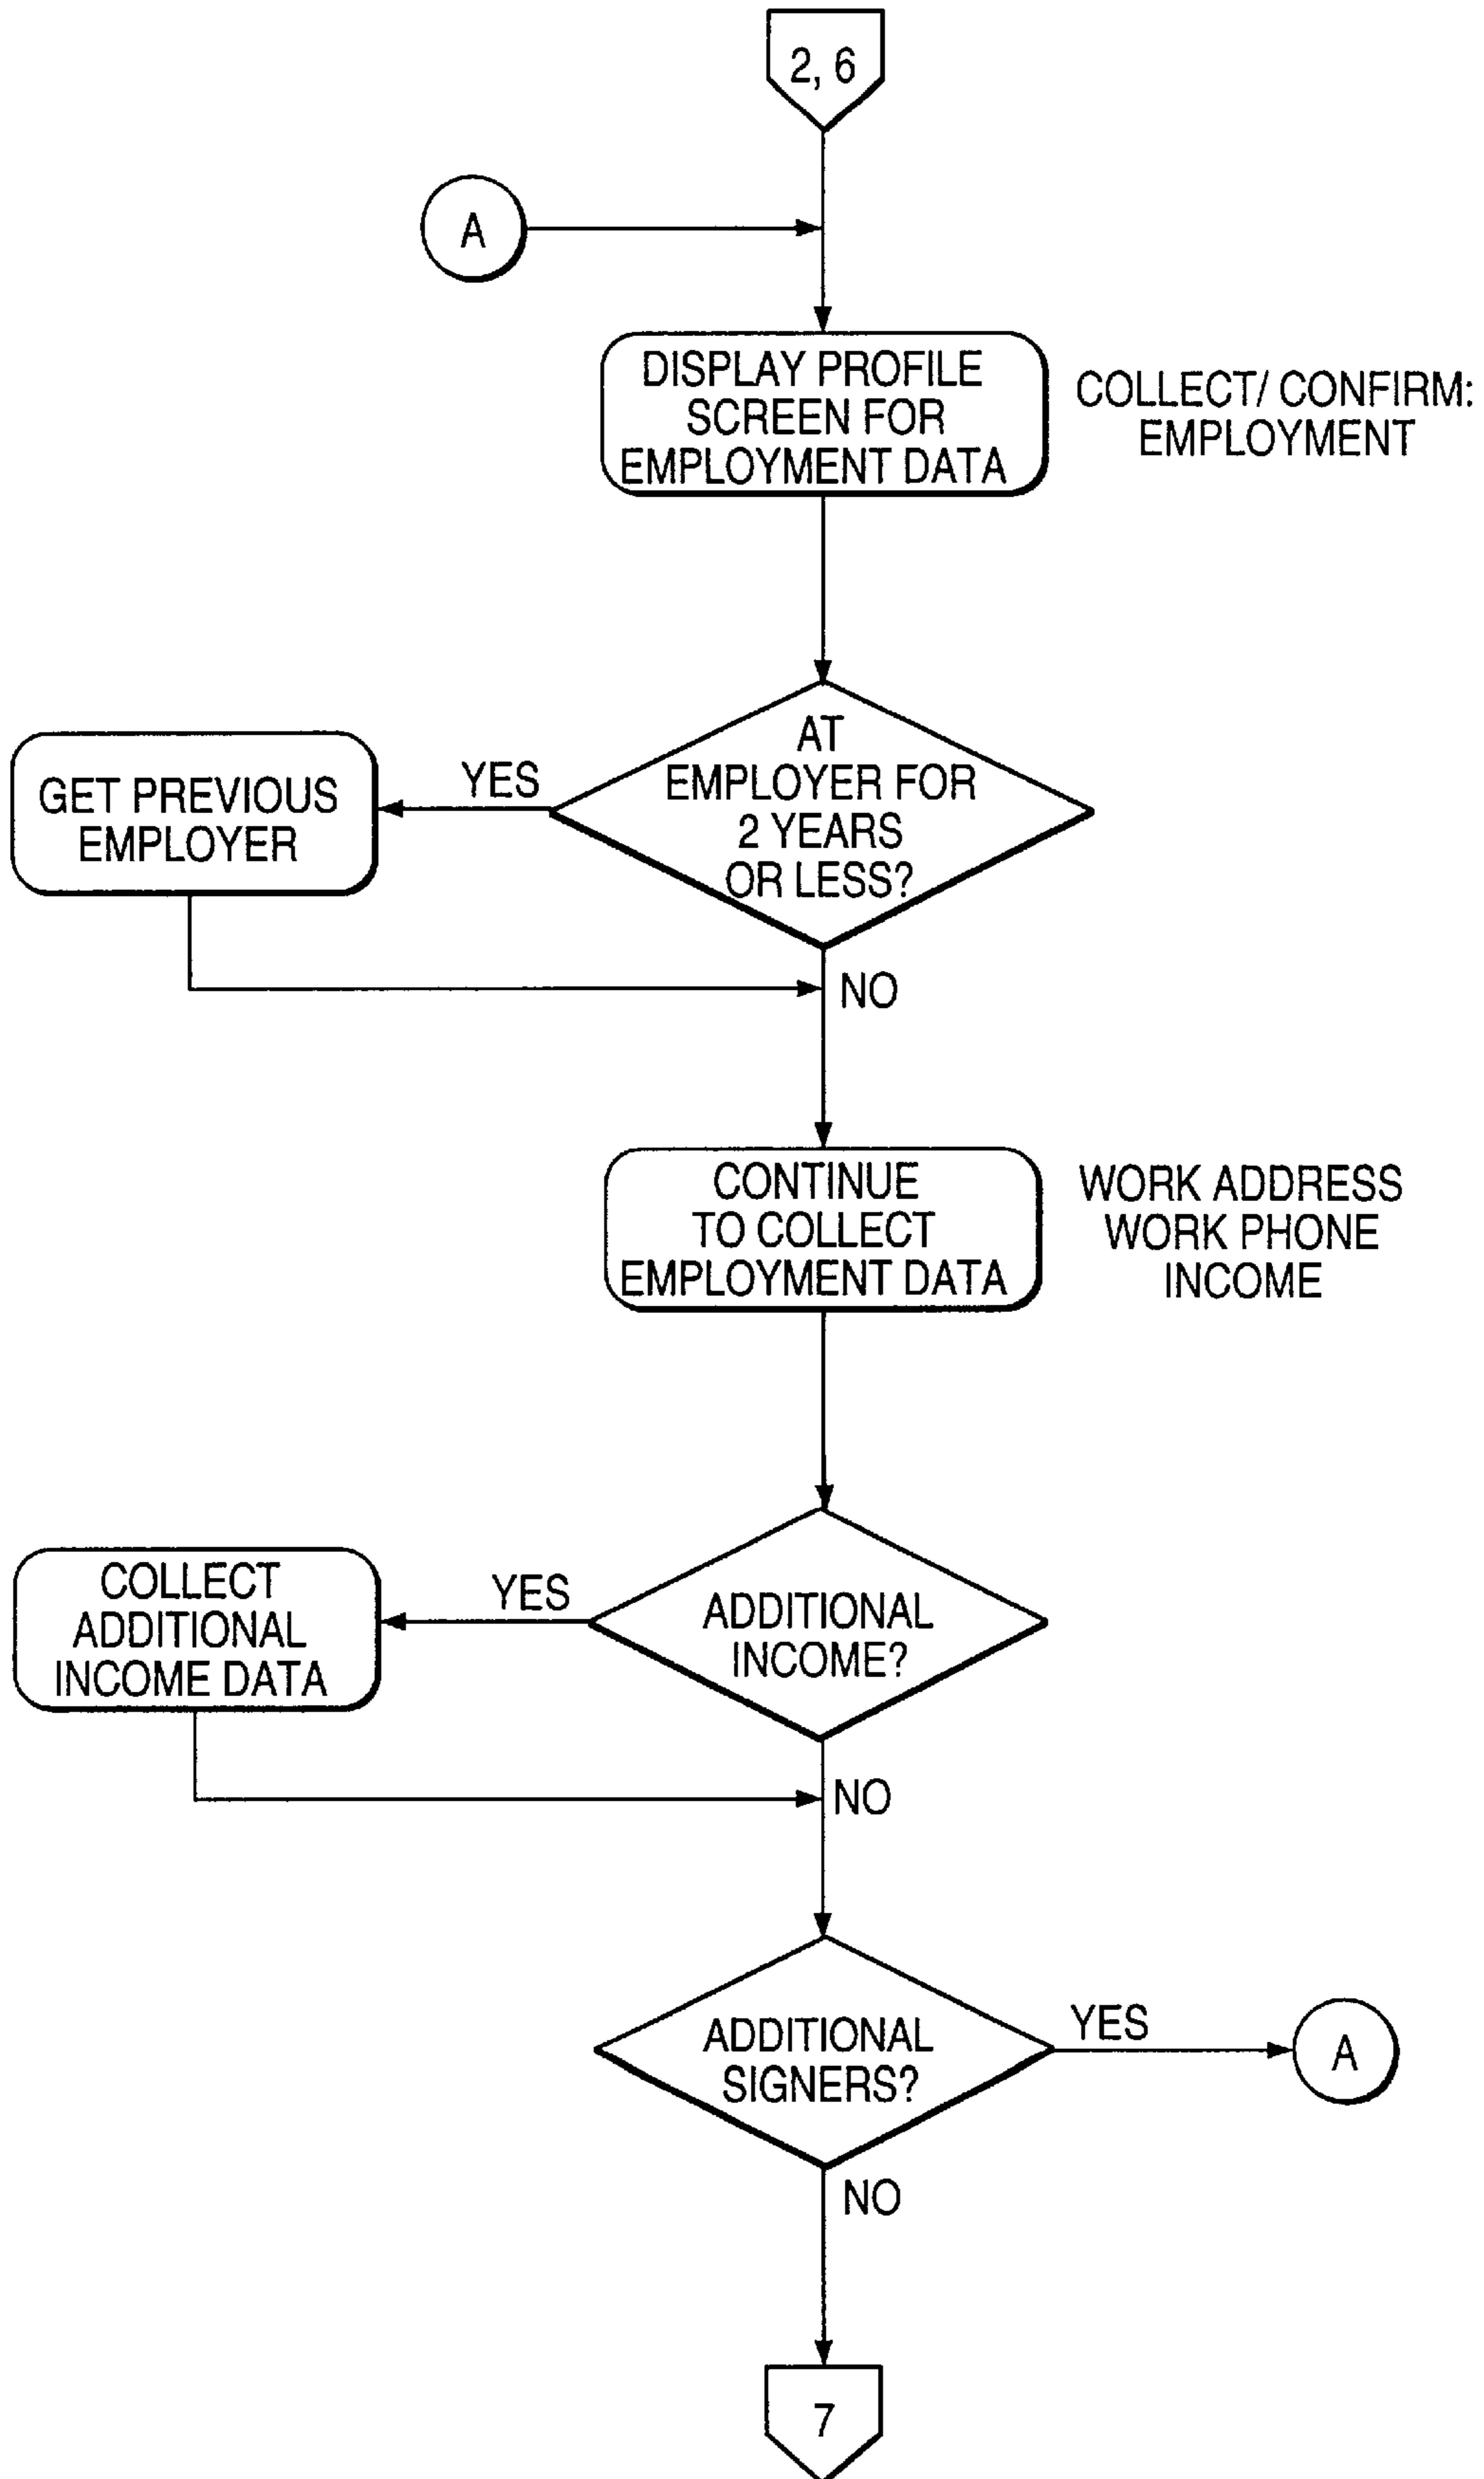 2, 6
A
DISPLAY PROFILE
SCREEN FOR
EMPLOYMENT DATA
COLLECT/ CONFIRM:
EMPLOYMENT
AT
EMPLOYER FOR
2 YEARS
OR LESS?
YES
GET PREVIOUS
EMPLOYER
NO
CONTINUE
TO COLLECT
EMPLOYMENT DATA
WORK ADDRESS
WORK PHONE
INCOME
ADDITIONAL
INCOME?
YES
COLLECT
ADDITIONAL
INCOME DATA
NO
ADDITIONAL
SIGNERS?
YES
A
NO
7